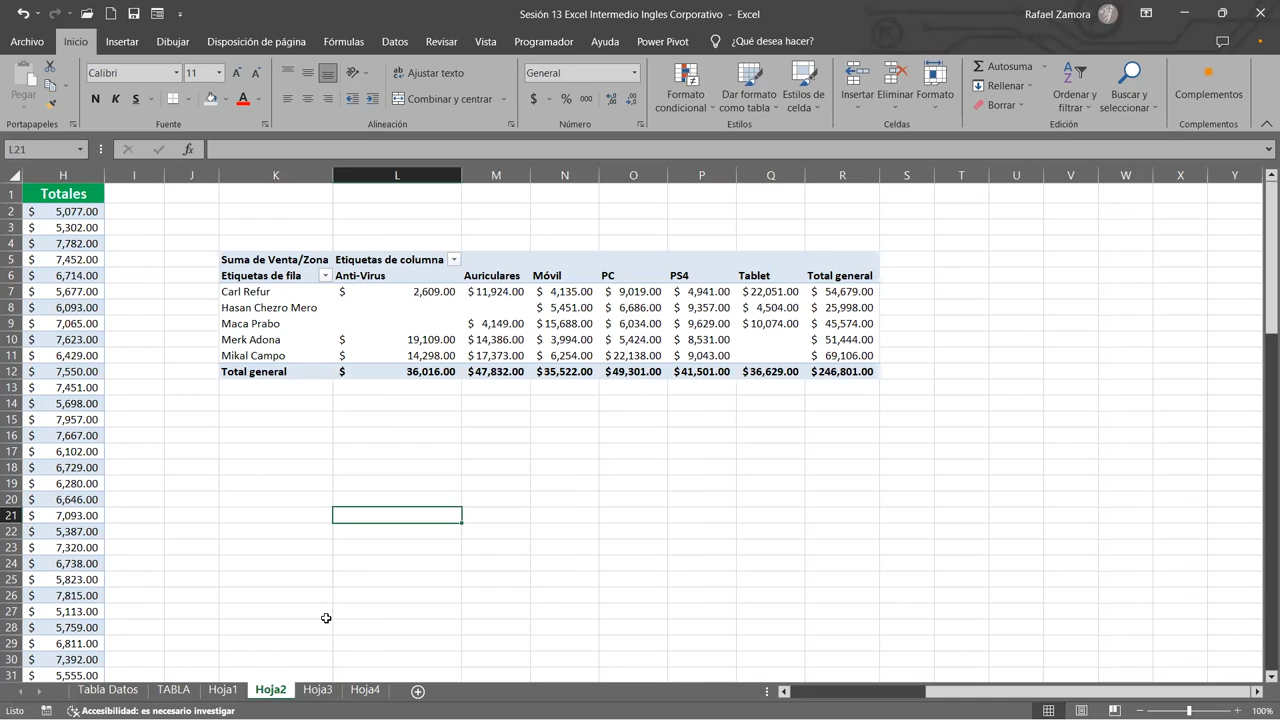 Sesión 13 Excel Intermedio Ingles Corporativo - Excel
Rafael Zamora
Archivo Inicio Insertar Dibujar Disposición de página Fórmulas Datos Revisar Vista Programador Ayuda Power Pivot ¿Qué desea hacer?
Pegar
Calibri 11
N K S
Ajustar texto
Combinar y centrar
General
$ % 000
Formato condicional
Dar formato como tabla
Estilos de celda
Insertar Eliminar Formato
Autosuma
Rellenar
Borrar
Ordenar y filtrar
Buscar y seleccionar
Complementos
Portapapeles Fuente Alineación Número Estilos Celdas Edición Complementos
L21 fx
H I J K L M N O P Q R S T U V W X Y
1 Totales
2 $ 5,077.00
3 $ 5,302.00
4 $ 7,782.00
5 $ 7,452.00 Suma de Venta/Zona Etiquetas de columna
6 $ 6,714.00 Etiquetas de fila Anti-Virus Auriculares Móvil PC PS4 Tablet Total general
7 $ 5,677.00 Carl Refur $ 2,609.00 $ 11,924.00 $ 4,135.00 $ 9,019.00 $ 4,941.00 $ 22,051.00 $ 54,679.00
8 $ 6,093.00 Hasan Chezro Mero $ 5,451.00 $ 6,686.00 $ 9,357.00 $ 4,504.00 $ 25,998.00
9 $ 7,065.00 Maca Prabo $ 4,149.00 $ 15,688.00 $ 6,034.00 $ 9,629.00 $ 10,074.00 $ 45,574.00
10 $ 7,623.00 Merk Adona $ 19,109.00 $ 14,386.00 $ 3,994.00 $ 5,424.00 $ 8,531.00 $ 51,444.00
11 $ 6,429.00 Mikal Campo $ 14,298.00 $ 17,373.00 $ 6,254.00 $ 22,138.00 $ 9,043.00 $ 69,106.00
12 $ 7,550.00 Total general $ 36,016.00 $ 47,832.00 $ 35,522.00 $ 49,301.00 $ 41,501.00 $ 36,629.00 $ 246,801.00
13 $ 7,451.00
14 $ 5,698.00
15 $ 7,957.00
16 $ 7,667.00
17 $ 6,102.00
18 $ 6,729.00
19 $ 6,280.00
20 $ 6,646.00
21 $ 7,093.00
22 $ 5,387.00
23 $ 7,320.00
24 $ 6,738.00
25 $ 5,823.00
26 $ 7,815.00
27 $ 5,113.00
28 $ 5,759.00
29 $ 6,811.00
30 $ 7,392.00
31 $ 5,555.00
Tabla Datos TABLA Hoja1 Hoja2 Hoja3 Hoja4
Listo Accesibilidad: es necesario investigar 100%